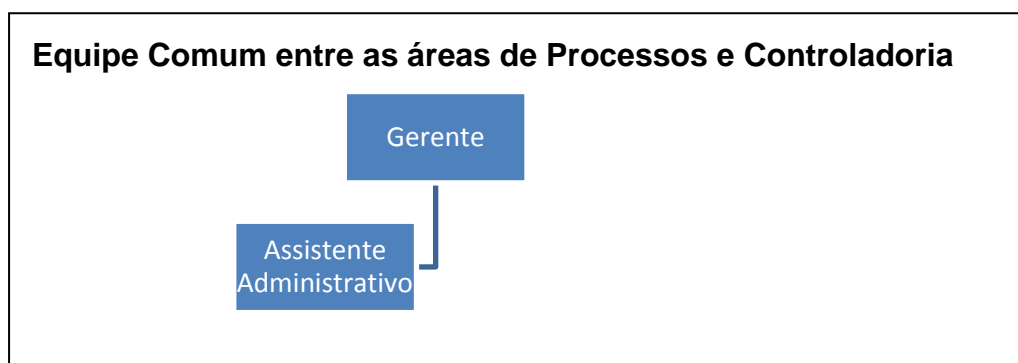 Equipe Comum entre as áreas de Processos e Controladoria
Gerente
Assistente
Administrativo